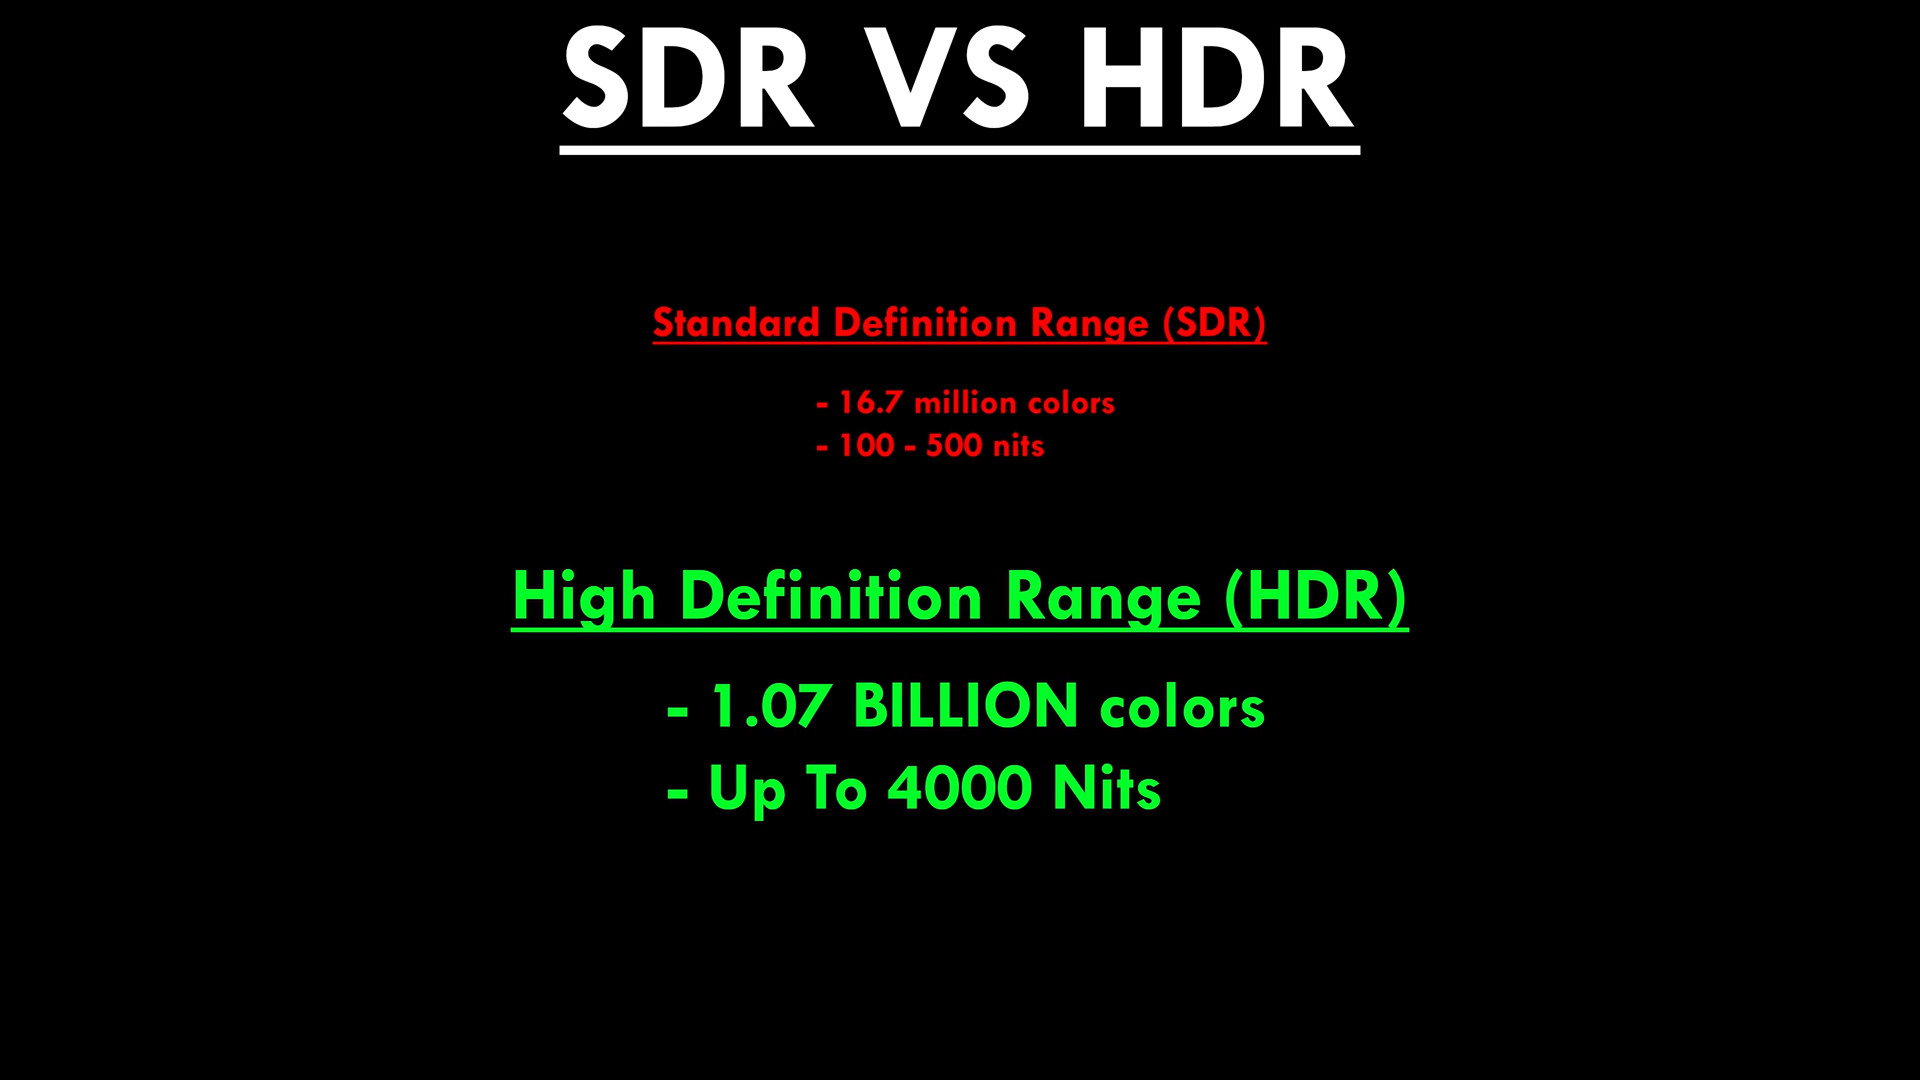 SDR VS HDR
Standard Definition Range (SDR)
- 16.7 million colors
- 100 - 500 nits
High Definition Range (HDR)
- 1.07 BILLION colors
- Up To 4000 Nits